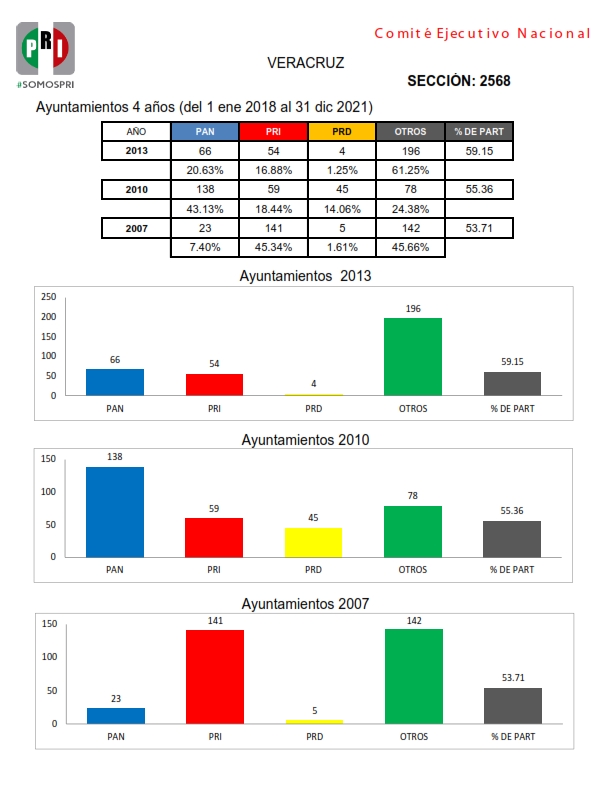 Comité Ejecutivo Nacional
PRI
#SOMOSPRI
VERACRUZ
SECCIÓN: 2568
Ayuntamientos 4 años (del 1 ene 2018 al 31 dic 2021)
AÑO PAN PRI PRD OTROS % DE PART
2013 66 54 4 196 59.15
20.63% 16.88% 1.25% 61.25%
2010 138 59 45 78 55.36
43.13% 18.44% 14.06% 24.38%
2007 23 141 5 142 53.71
7.40% 45.34% 1.61% 45.66%
Ayuntamientos 2013
250
200
150
100
50
0
66 54 4 196 59.15
PAN PRI PRD OTROS % DE PART
Ayuntamientos 2010
150
100
50
0
138 59 45 78 55.36
PAN PRI PRD OTROS % DE PART
Ayuntamientos 2007
150
100
50
0
23 141 5 142 53.71
PAN PRI PRD OTROS % DE PART